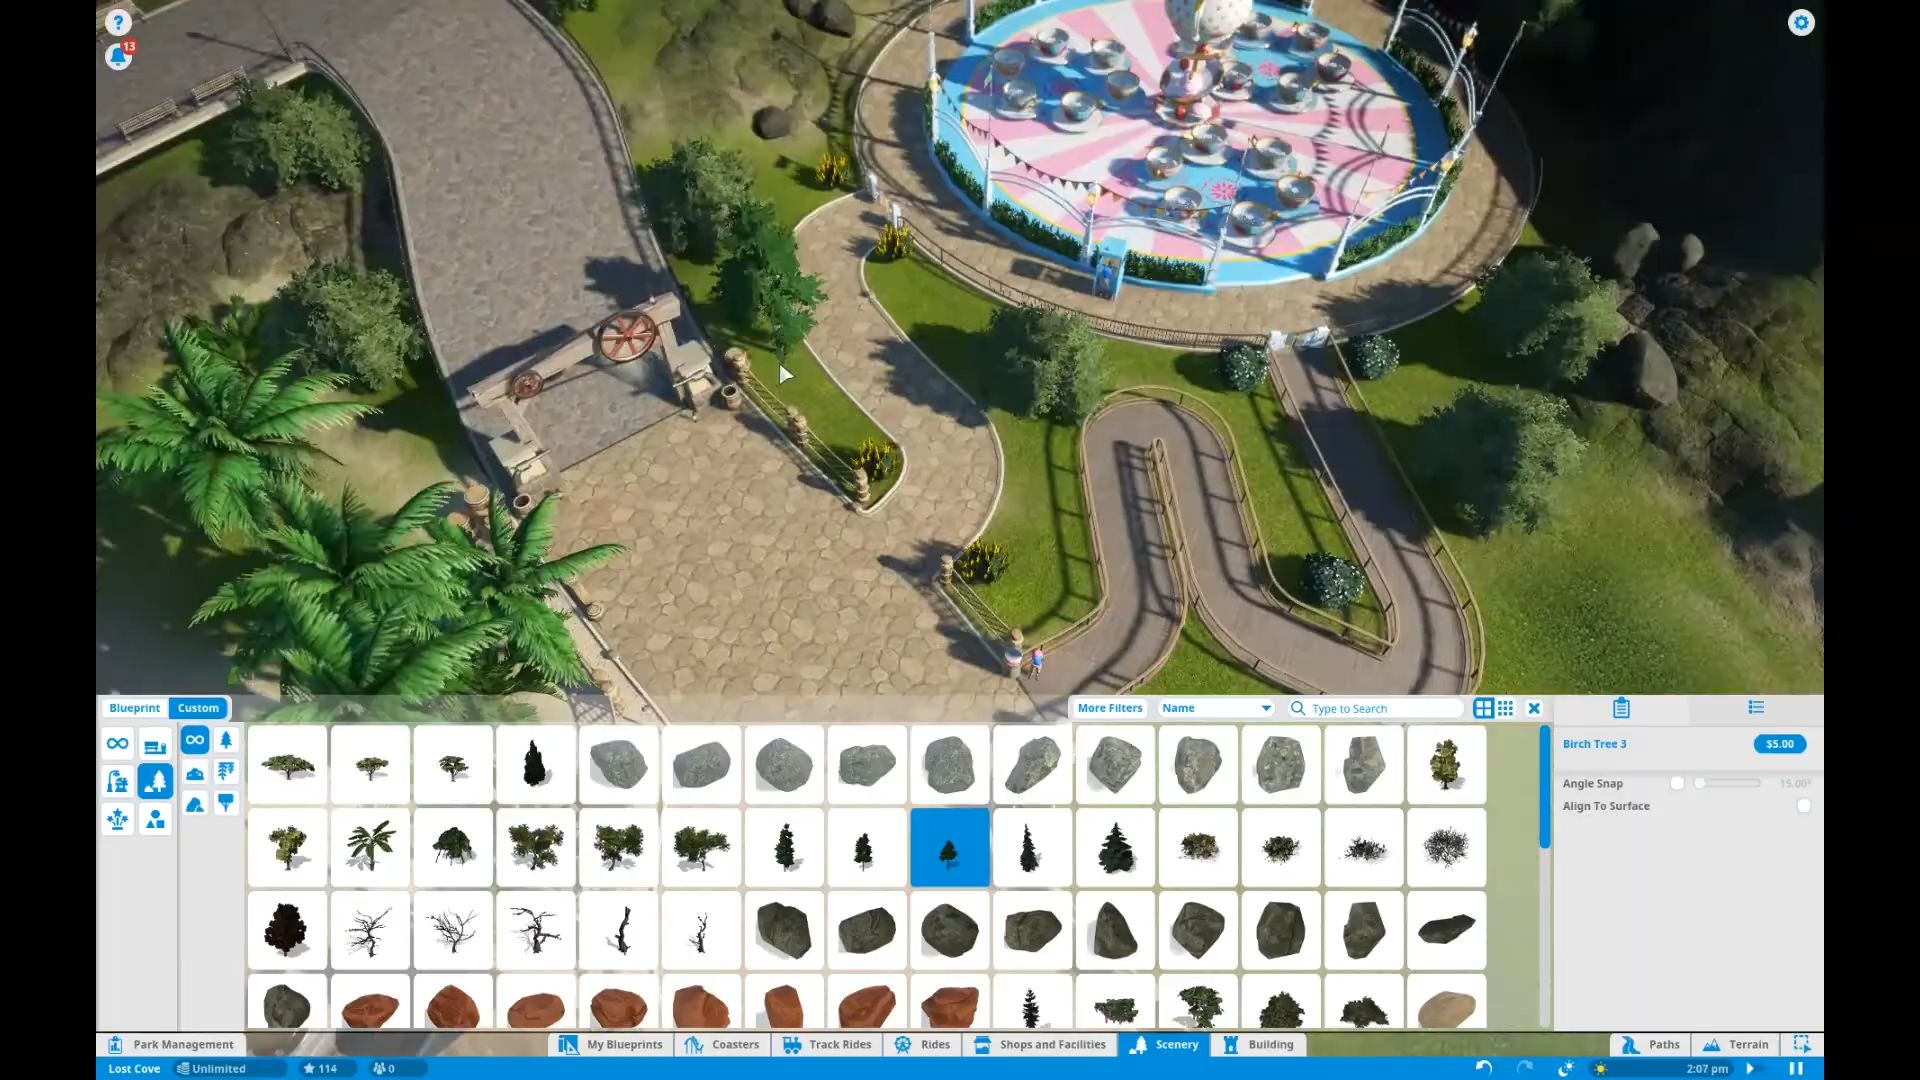 ?
13
Blueprint Custom
More Filters Name Type to Search
Birch Tree 3 $5.00
Angle Snap 15.00°
Align To Surface
Park Management My Blueprints Coasters Track Rides Rides Shops and Facilities Scenery Building Paths Terrain
Lost Cove Unlimited 114 0 2:07 pm